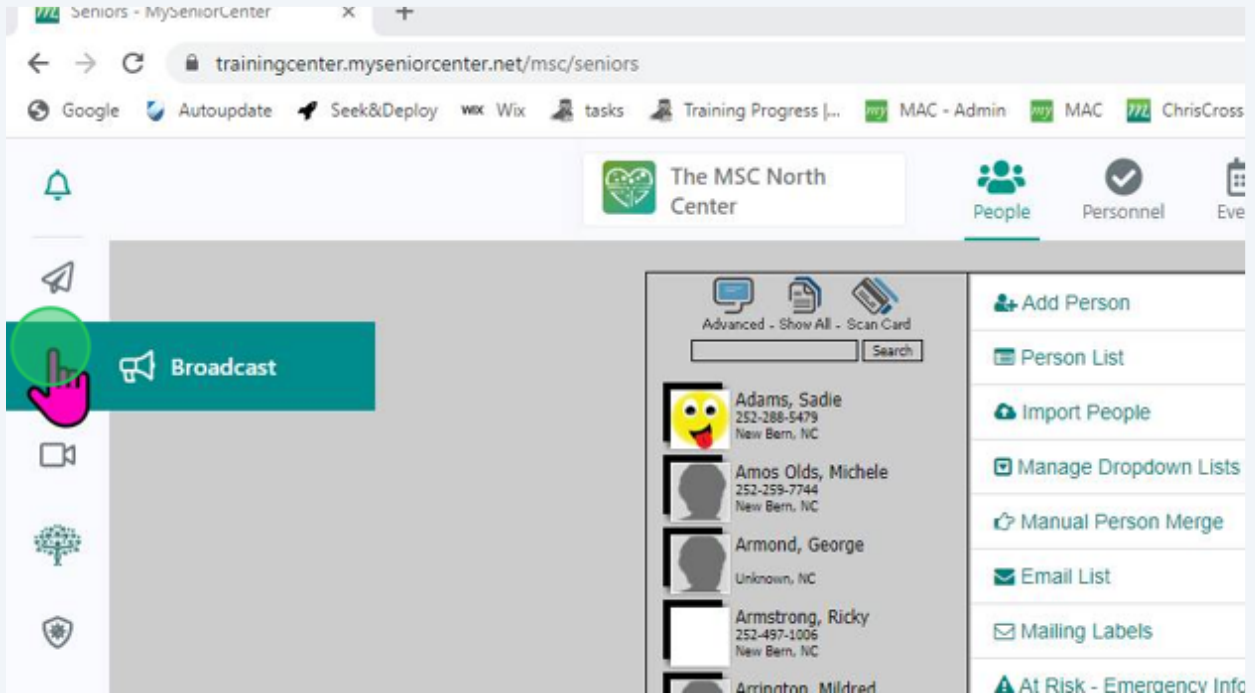 Seniors - MySeniorCenter
trainingcenter.myseniorcenter.net/msc/seniors
Google Autoupdate Seek&Deploy WIX Wix tasks Training Progress |... my MAC - Admin my MAC ChrisCross
The MSC North
Center
People Personnel Eve
Broadcast
Advanced - Show All - Scan Card
Search
Adams, Sadie
252-288-5479
New Bern, NC
Amos Olds, Michele
252-259-7744
New Bern, NC
Armond, George
Unknown, NC
Armstrong, Ricky
252-497-1006
New Bern, NC
Arrington, Mildred
Add Person
Person List
Import People
Manage Dropdown Lists
Manual Person Merge
Email List
Mailing Labels
At Risk - Emergency Info